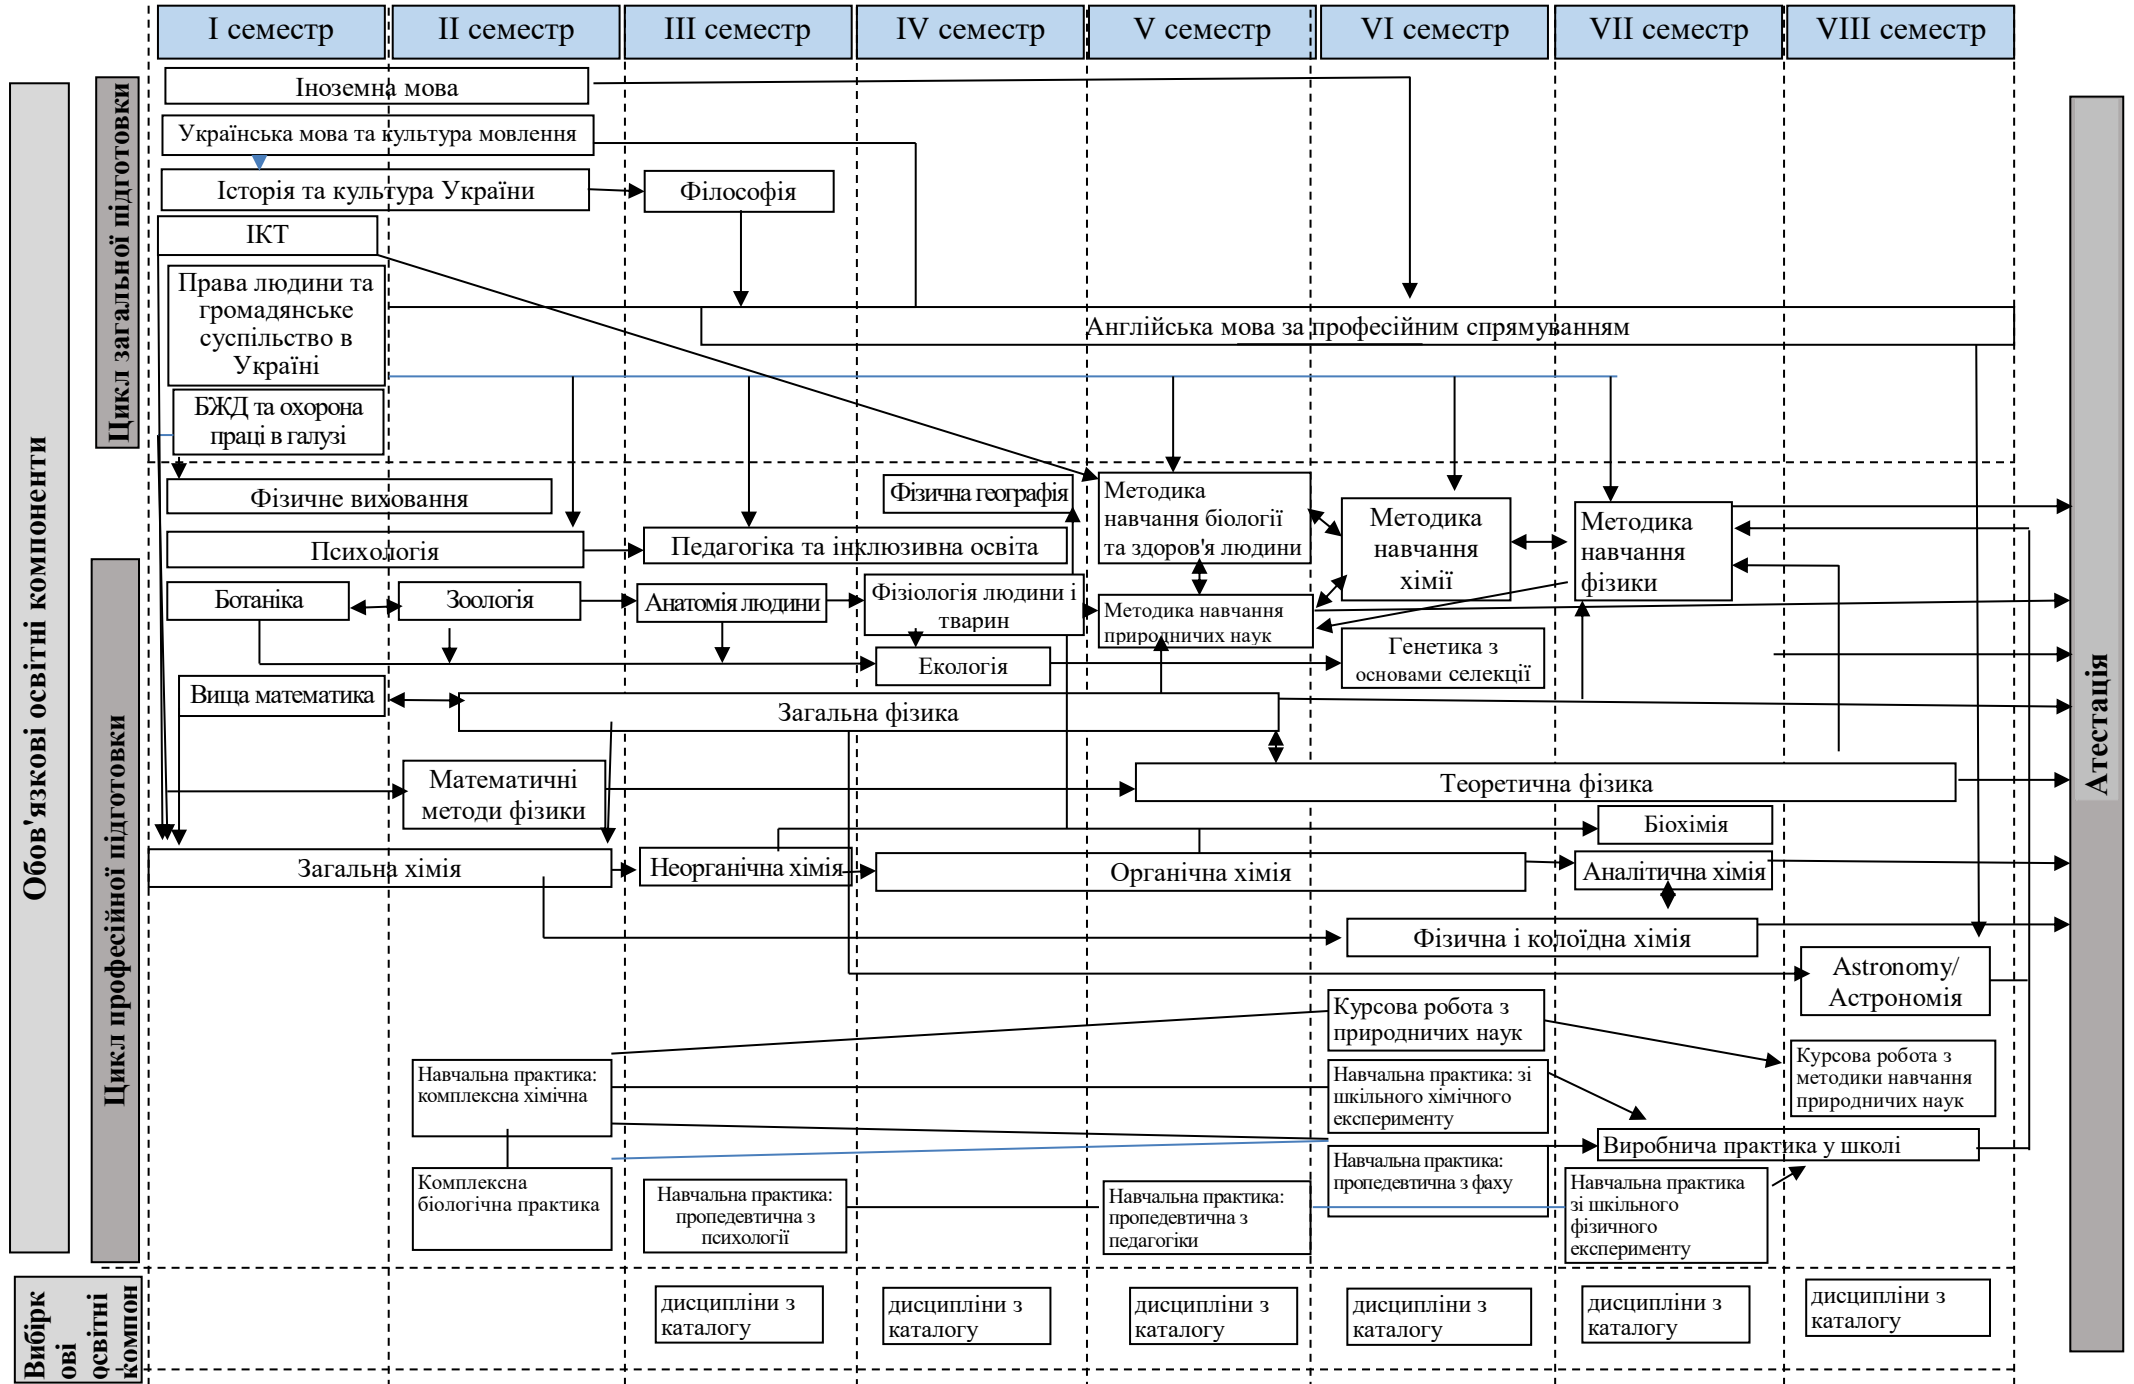 I семестр
II семестр
III семестр
IV семестр
V семестр
VI семестр
VII семестр
VIII семестр
Обов'язкові освітні компоненти
Цикл загальної підготовки
Іноземна мова
Українська мова та культура мовлення
Історія та культура України
Філософія
ІКТ
Права людини та
громадянське
суспільство в
Україні
Англійська мова за професійним спрямуванням
БЖД та охорона
праці в галузі
Цикл професійної підготовки
Фізичне виховання
Фізична географія
Методика
навчання біології
та здоров'я людини
Методика
навчання
хімії
Методика
навчання
фізики
Психологія
Педагогіка та інклюзивна освіта
Ботаніка
Зоологія
Анатомія людини
Фізіологія людини і
тварин
Методика навчання
природничих наук
Екологія
Генетика з
основами селекції
Вища математика
Загальна фізика
Математичні
методи фізики
Теоретична фізика
Біохімія
Загальна хімія
Неорганічна хімія
Органічна хімія
Аналітична хімія
Фізична і колоїдна хімія
Astronomy/
Астрономія
Курсова робота з
природничих наук
Курсова робота з
методики навчання
природничих наук
Навчальна практика:
комплексна хімічна
Навчальна практика: зі
шкільного хімічного
експерименту
Виробнича практика у школі
Комплексна
біологічна практика
Навчальна практика:
пропедевтична з
психології
Навчальна практика:
пропедевтична з
педагогіки
Навчальна практика:
пропедевтична з фаху
Навчальна практика
зі шкільного
фізичного
експерименту
Атестація
Вибірк
ові
освітні
компон
дисципліни з
каталогу
дисципліни з
каталогу
дисципліни з
каталогу
дисципліни з
каталогу
дисципліни з
каталогу
дисципліни з
каталогу